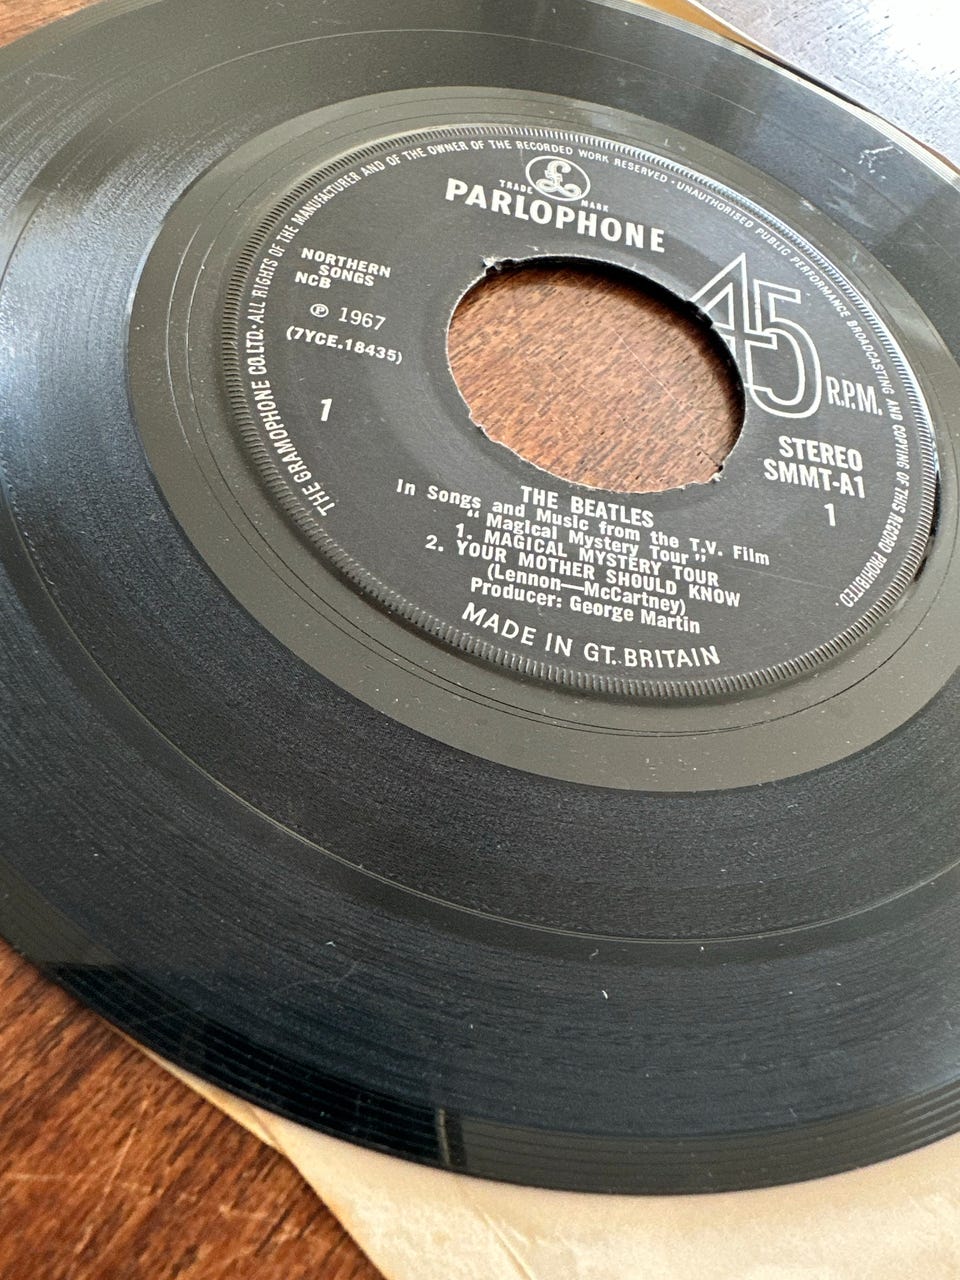 THE GRAMOPHONE CO.LTD. ALL RIGHTS OF THE MANUFACTURER AND OF THE OWNER OF THE RECORDED WORK RESERVED · UNAUTHORISED PUBLIC PERFORMANCE BROADCASTING AND COPYING OF THIS RECORD PROHIBITED.
£
TRADE MARK
PARLOPHONE
NORTHERN
SONGS
NCB
℗ 1967
(7YCE.18435)
1
45 R.P.M.
STEREO
SMMT-A1
1
THE BEATLES
In Songs and Music from the T.V. Film
"Magical Mystery Tour"
1. MAGICAL MYSTERY TOUR
2. YOUR MOTHER SHOULD KNOW
(Lennon—McCartney)
Producer: George Martin
MADE IN GT. BRITAIN